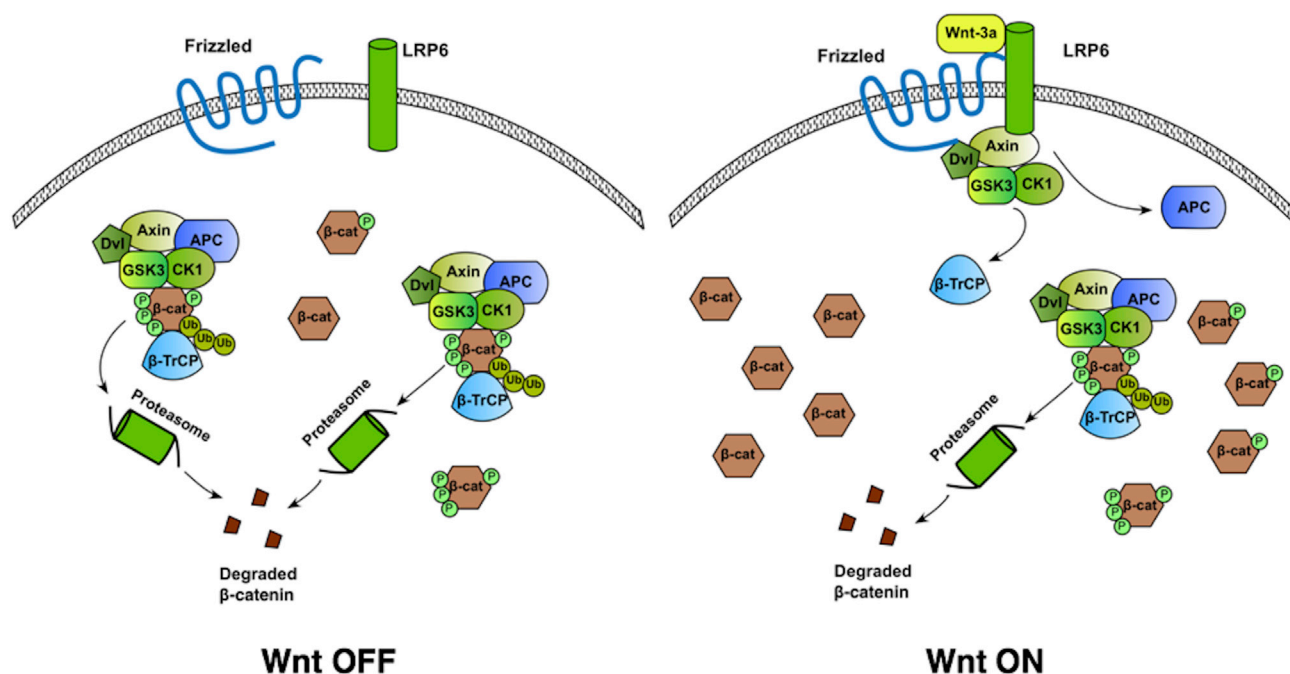 Frizzled
LRP6
Dvl
Axin
APC
GSK3
CK1
P
P
P
P
β-cat
Ub
Ub
Ub
β-TrCP
β-cat
P
β-cat
Dvl
Axin
APC
GSK3
CK1
P
P
P
P
β-cat
Ub
Ub
Ub
β-TrCP
Proteasome
Proteasome
P
P
P
P
β-cat
Degraded
β-catenin
Wnt OFF
Wnt-3a
Frizzled
LRP6
Dvl
Axin
GSK3
CK1
APC
β-TrCP
β-cat
β-cat
β-cat
β-cat
β-cat
Dvl
Axin
APC
GSK3
CK1
P
P
P
P
β-cat
Ub
Ub
Ub
β-TrCP
β-cat
P
β-cat
P
β-cat
P
Proteasome
P
P
P
P
β-cat
Degraded
β-catenin
Wnt ON